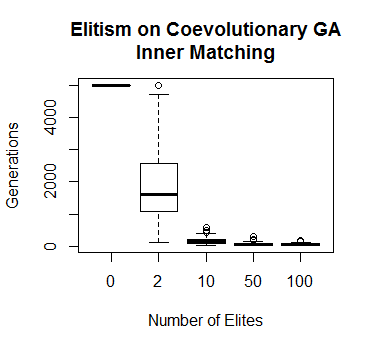 Elitism on Coevolutionary GA
Inner Matching
Generations
4000
2000
0
0 2 10 50 100
Number of Elites